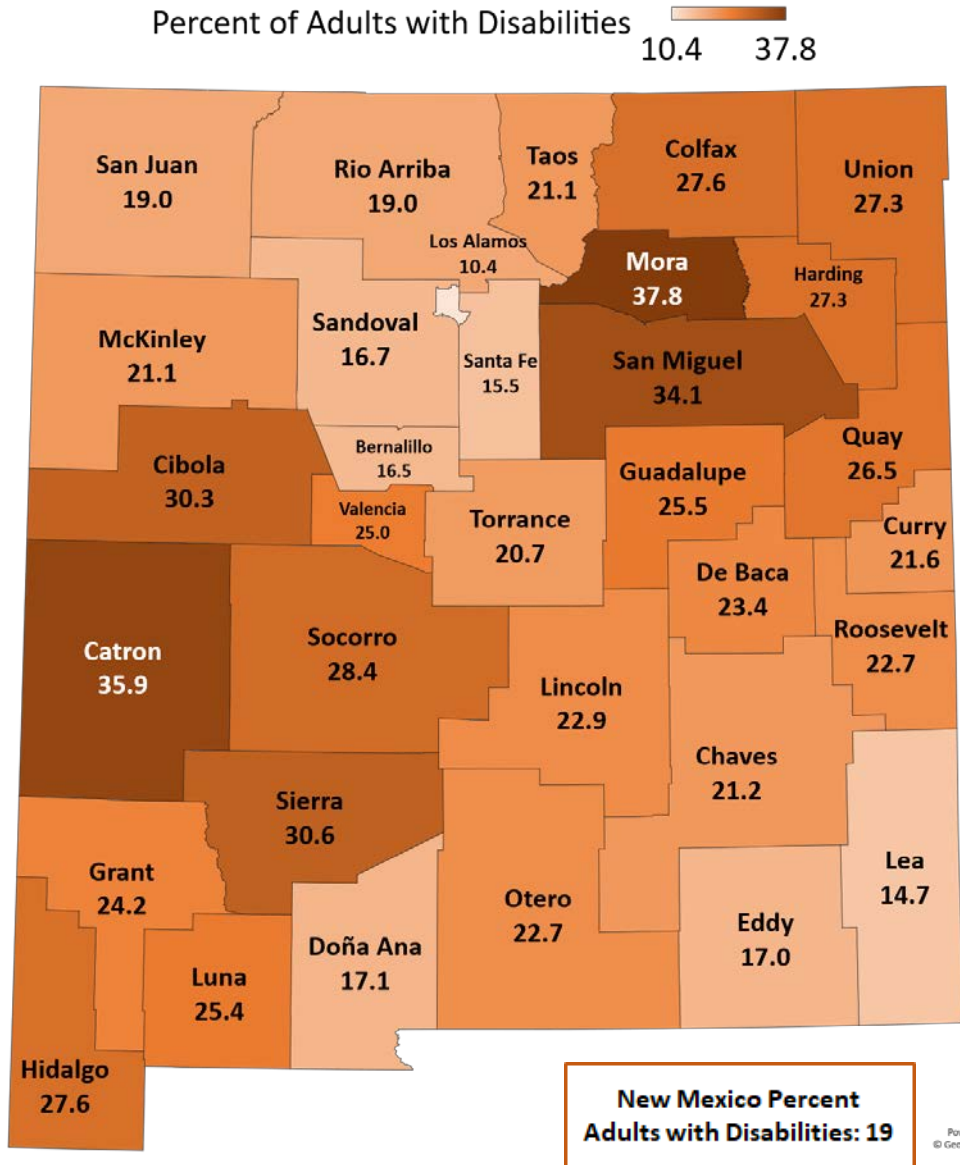 Percent of Adults with Disabilities
10.4 37.8
San Juan
19.0
Rio Arriba
19.0
Taos
21.1
Colfax
27.6
Union
27.3
Los Alamos
10.4
Mora
37.8
Harding
27.3
McKinley
21.1
Sandoval
16.7
Santa Fe
15.5
San Miguel
34.1
Cibola
30.3
Bernalillo
16.5
Valencia
25.0
Torrance
20.7
Guadalupe
25.5
Quay
26.5
Curry
21.6
De Baca
23.4
Roosevelt
22.7
Catron
35.9
Socorro
28.4
Lincoln
22.9
Chaves
21.2
Sierra
30.6
Grant
24.2
Otero
22.7
Lea
14.7
Eddy
17.0
Doña Ana
17.1
Luna
25.4
Hidalgo
27.6
New Mexico Percent
Adults with Disabilities: 19